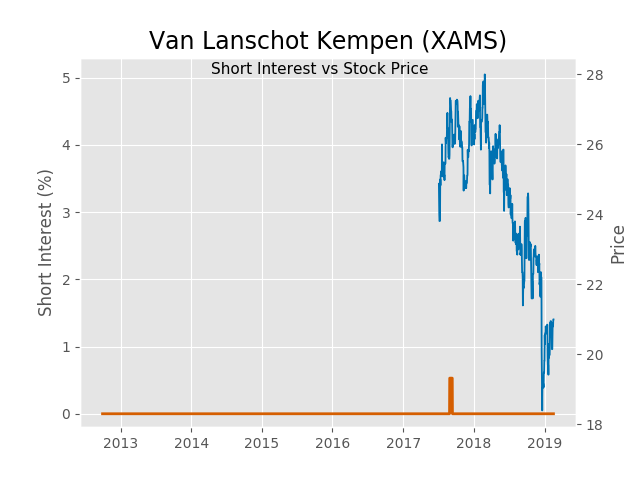 Van Lanschot Kempen (XAMS)
Short Interest vs Stock Price
Short Interest (%)
5
4
3
2
1
0
28
26
24
22
20
18
Price
2013 2014 2015 2016 2017 2018 2019